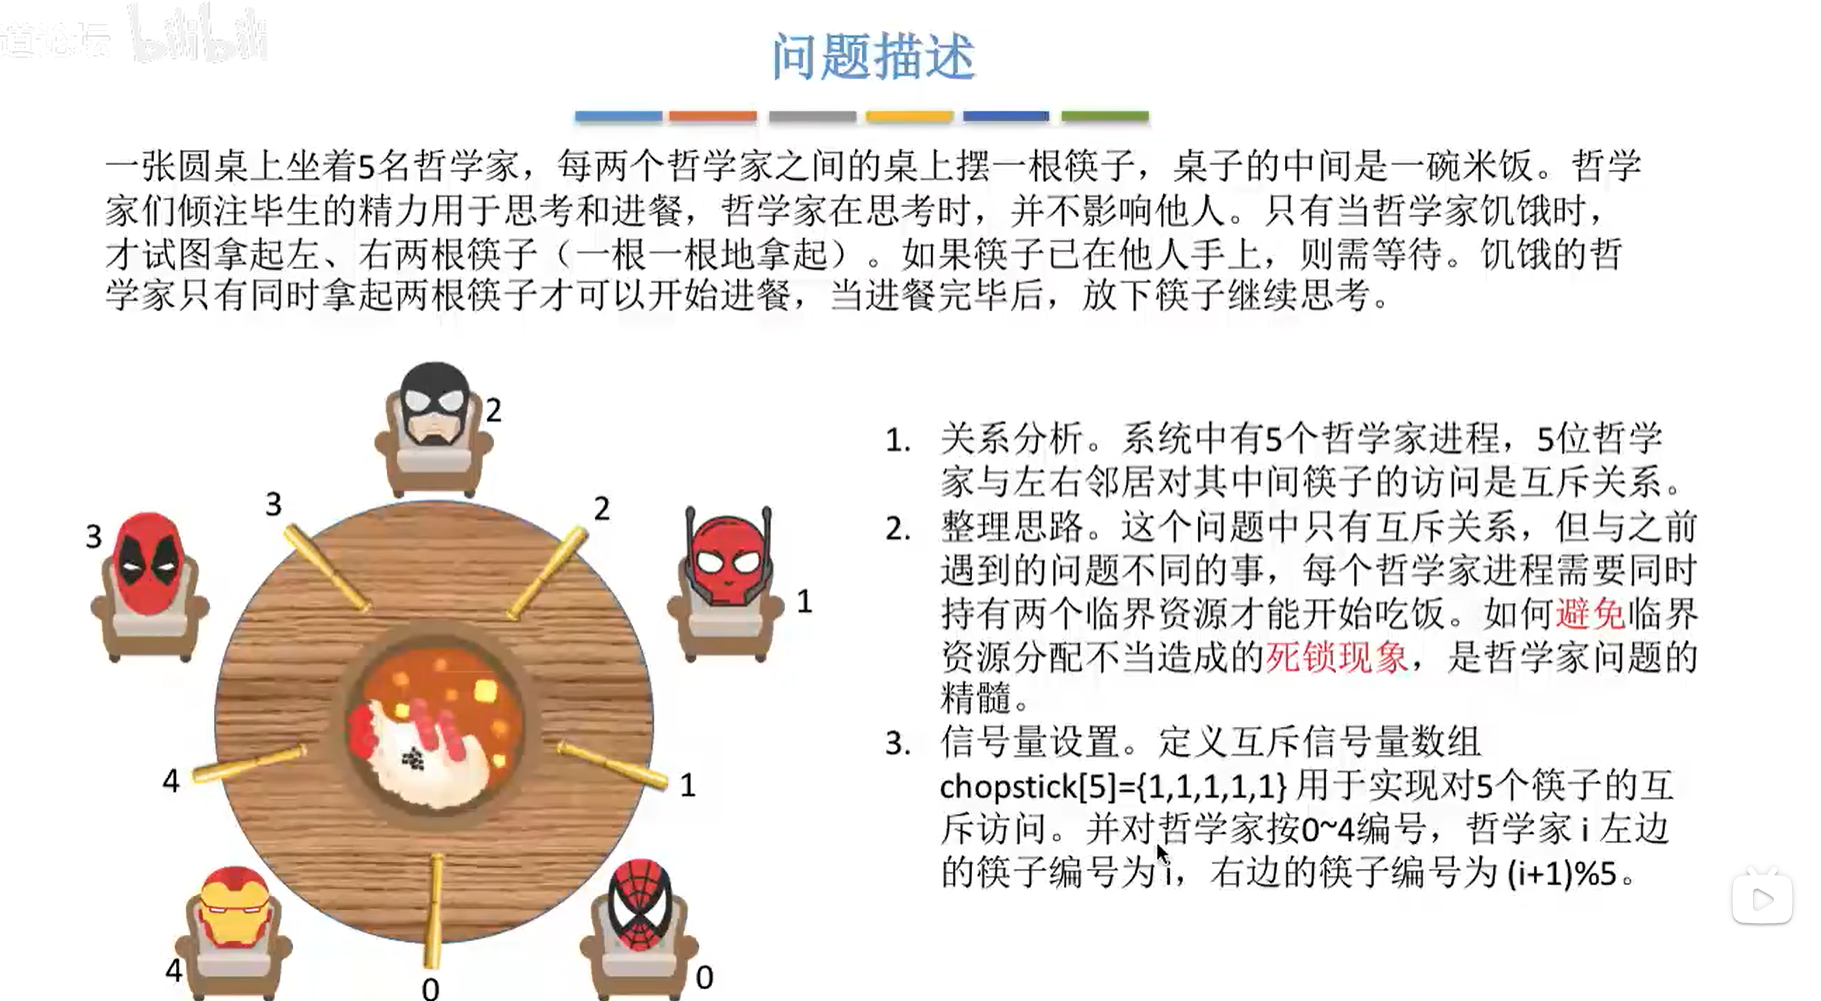 道论坛 bilibili
问题描述
一张圆桌上坐着5名哲学家，每两个哲学家之间的桌上摆一根筷子，桌子的中间是一碗米饭。哲学
家们倾注毕生的精力用于思考和进餐，哲学家在思考时，并不影响他人。只有当哲学家饥饿时，
才试图拿起左、右两根筷子（一根一根地拿起）。如果筷子已在他人手上，则需等待。饥饿的哲
学家只有同时拿起两根筷子才可以开始进餐，当进餐完毕后，放下筷子继续思考。
2
3
2
3
1
4
1
4
0
0
1. 关系分析。系统中有5个哲学家进程，5位哲学
家与左右邻居对其中间筷子的访问是互斥关系。
2. 整理思路。这个问题中只有互斥关系，但与之前
遇到的问题不同的事，每个哲学家进程需要同时
持有两个临界资源才能开始吃饭。如何避免临界
资源分配不当造成的死锁现象，是哲学家问题的
精髓。
3. 信号量设置。定义互斥信号量数组
chopstick[5]={1,1,1,1,1} 用于实现对5个筷子的互
斥访问。并对哲学家按0~4编号，哲学家 i 左边
的筷子编号为 i，右边的筷子编号为 (i+1)%5。